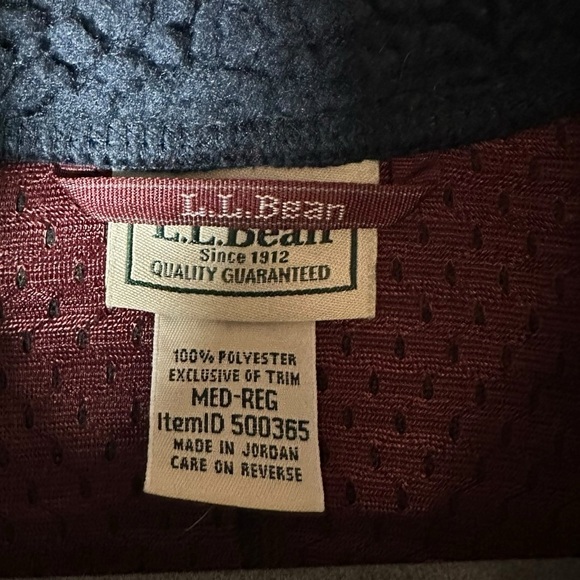 L.L.Bean
L.L.Bean
Since 1912
QUALITY GUARANTEED
100% POLYESTER
EXCLUSIVE OF TRIM
MED-REG
ItemID 500365
MADE IN JORDAN
CARE ON REVERSE